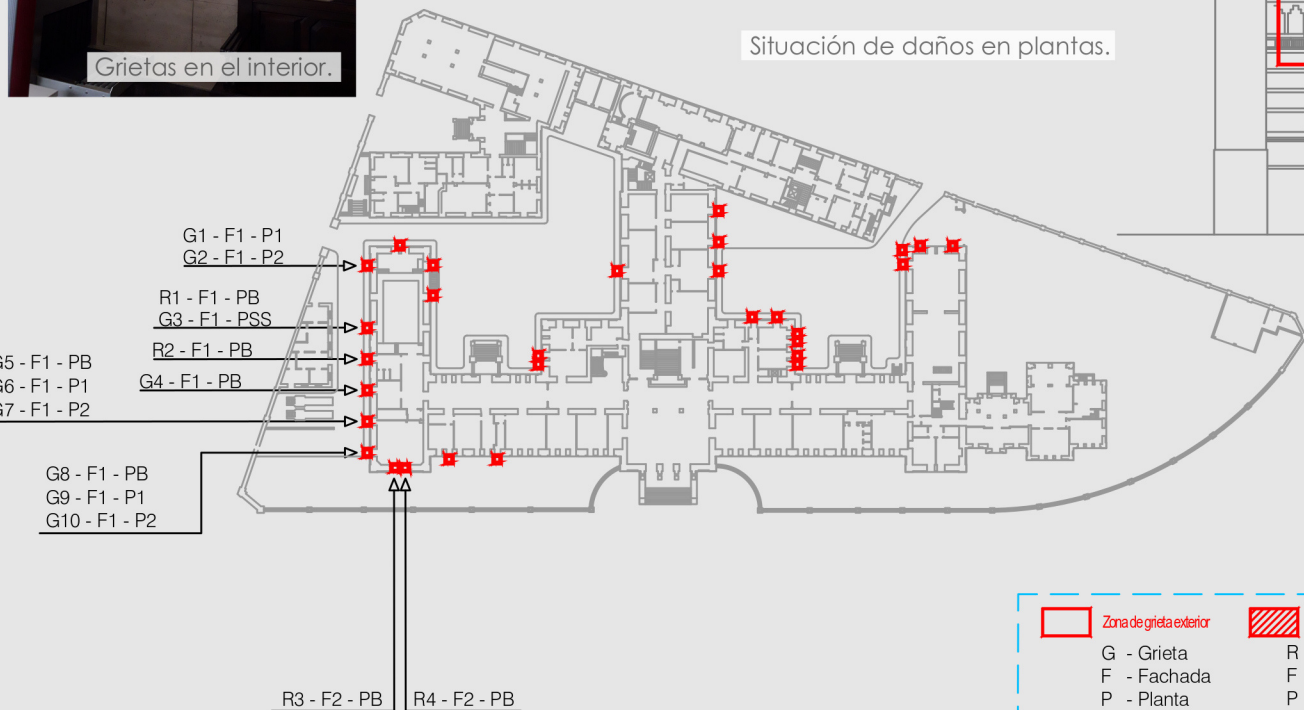 Grietas en el interior.
Situación de daños en plantas.
G1 - F1 - P1
G2 - F1 - P2
R1 - F1 - PB
G3 - F1 - PSS
R2 - F1 - PB
G5 - F1 - PB
G6 - F1 - P1
G4 - F1 - PB
G7 - F1 - P2
G8 - F1 - PB
G9 - F1 - P1
G10 - F1 - P2
R3 - F2 - PB
R4 - F2 - PB
Zona de grieta exterior
G - Grieta
R
F - Fachada
F
P - Planta
P